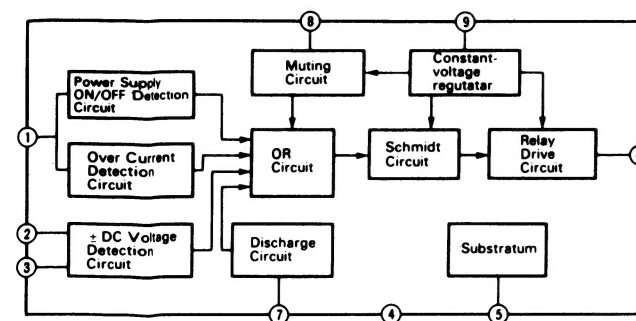 8
9
Muting
Circuit
Constant-
voltage
regutatar
Power Supply
ON/OFF Detection
Circuit
1
OR
Circuit
Schmidt
Circuit
Relay
Drive
Circuit
Over Current
Detection
Circuit
2
3
± DC Voltage
Detection
Circuit
Discharge
Circuit
Substratum
7
4
5